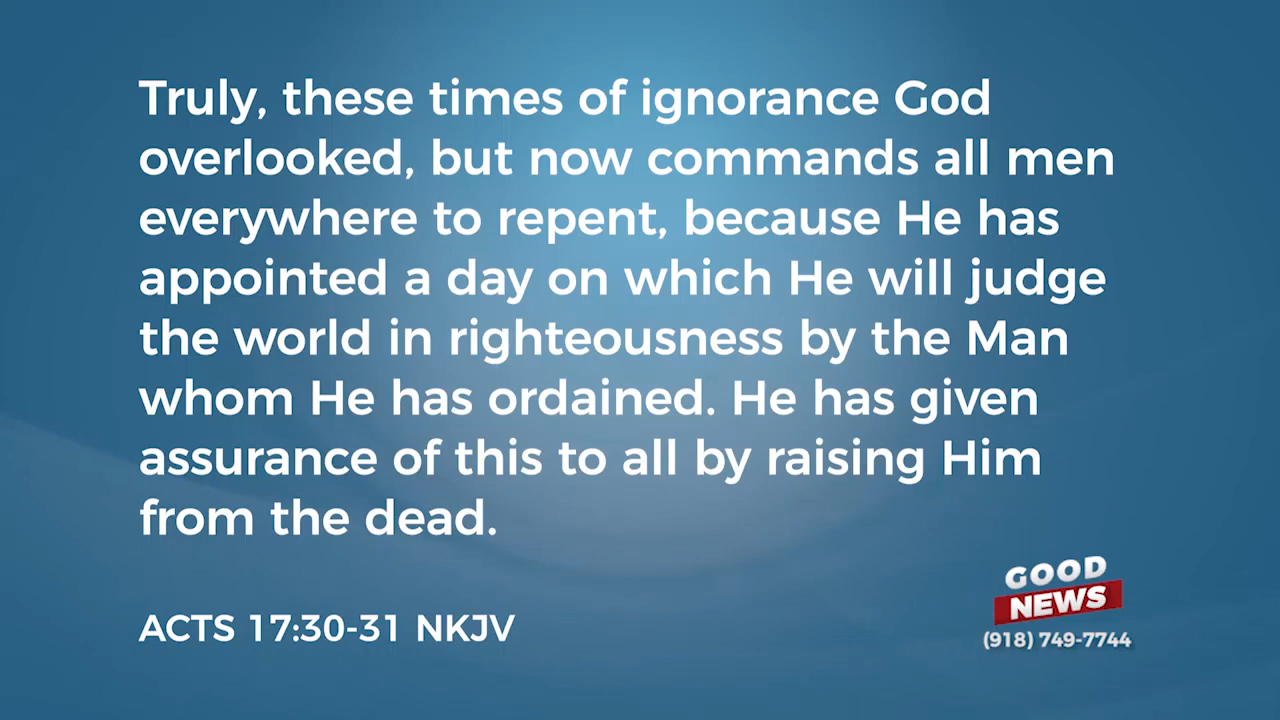 Truly, these times of ignorance God
overlooked, but now commands all men
everywhere to repent, because He has
appointed a day on which He will judge
the world in righteousness by the Man
whom He has ordained. He has given
assurance of this to all by raising Him
from the dead.
ACTS 17:30-31 NKJV
GOOD
NEWS
(918) 749-7744